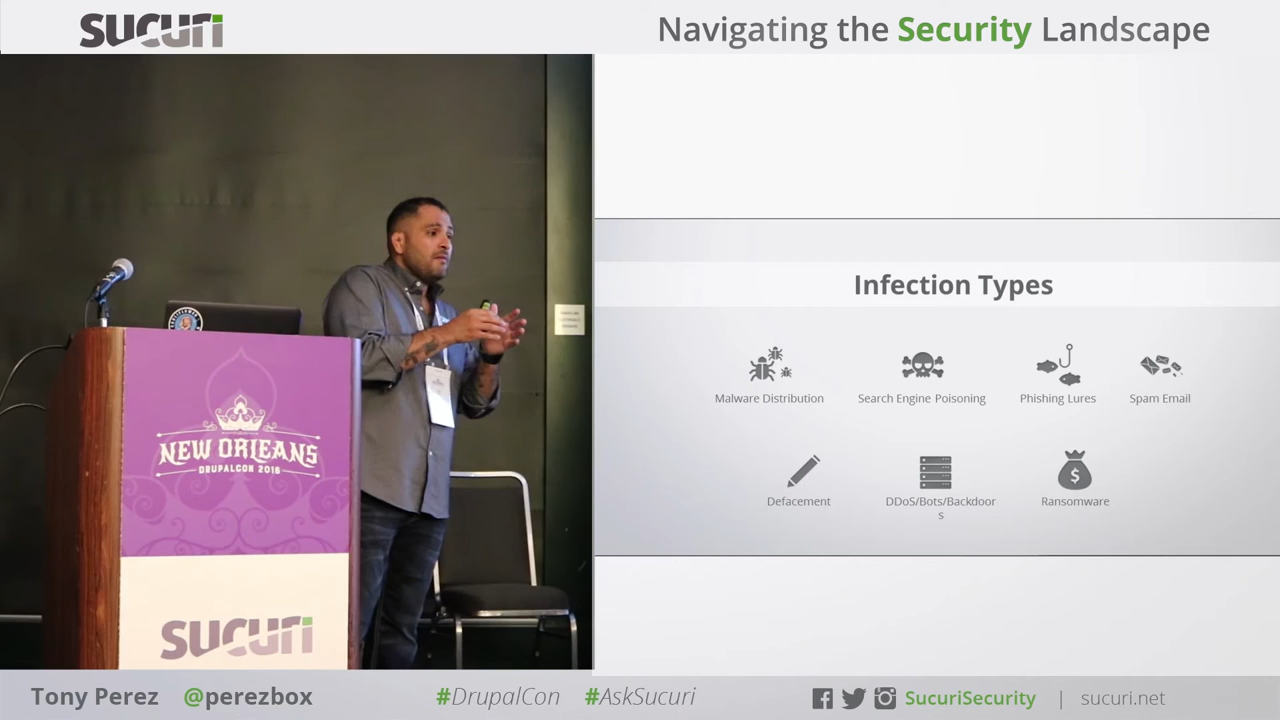 sucuri
Navigating the Security Landscape
NEW ORLEANS
DRUPALCON 2016
sucuri
Infection Types
Malware Distribution
Search Engine Poisoning
Phishing Lures
Spam Email
Defacement
DDoS/Bots/Backdoor
s
Ransomware
Tony Perez
@perezbox
#DrupalCon
#AskSucuri
SucuriSecurity
|
sucuri.net